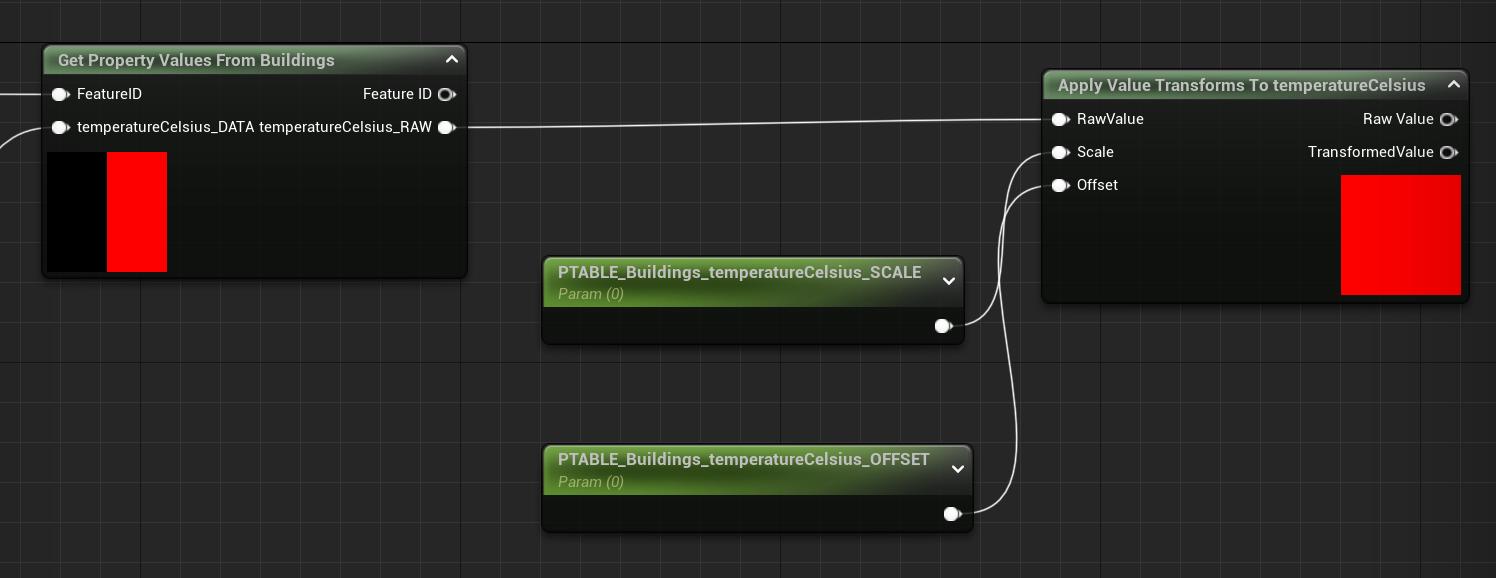 Get Property Values From Buildings
FeatureID
Feature ID
temperatureCelsius_DATA
temperatureCelsius_RAW
Apply Value Transforms To temperatureCelsius
RawValue
Raw Value
Scale
TransformedValue
Offset
PTABLE_Buildings_temperatureCelsius_SCALE
Param (0)
PTABLE_Buildings_temperatureCelsius_OFFSET
Param (0)